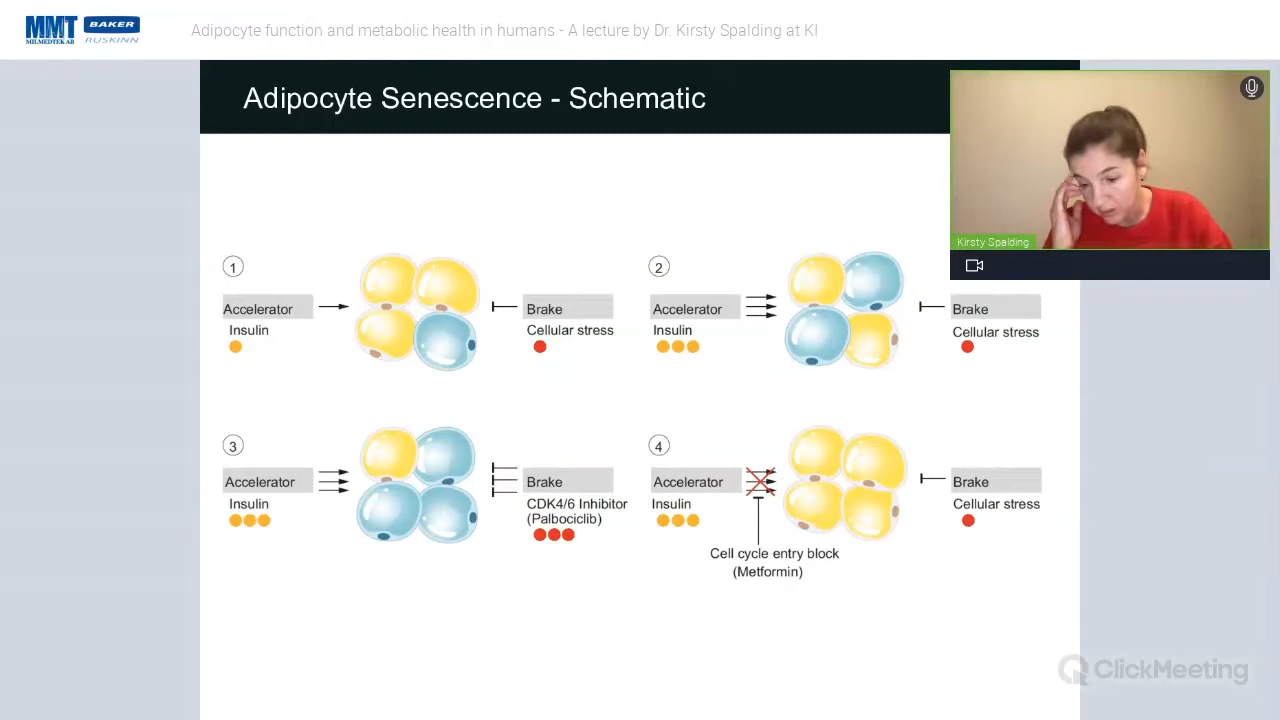 MMT
MILMEDTEK AB
BAKER
RUSKINN
Adipocyte function and metabolic health in humans - A lecture by Dr. Kirsty Spalding at KI
Adipocyte Senescence - Schematic
Kirsty Spalding
1
Accelerator
Insulin
Brake
Cellular stress
2
Accelerator
Insulin
Brake
Cellular stress
3
Accelerator
Insulin
Brake
CDK4/6 Inhibitor
(Palbociclib)
4
Accelerator
Insulin
Brake
Cellular stress
Cell cycle entry block
(Metformin)
ClickMeeting